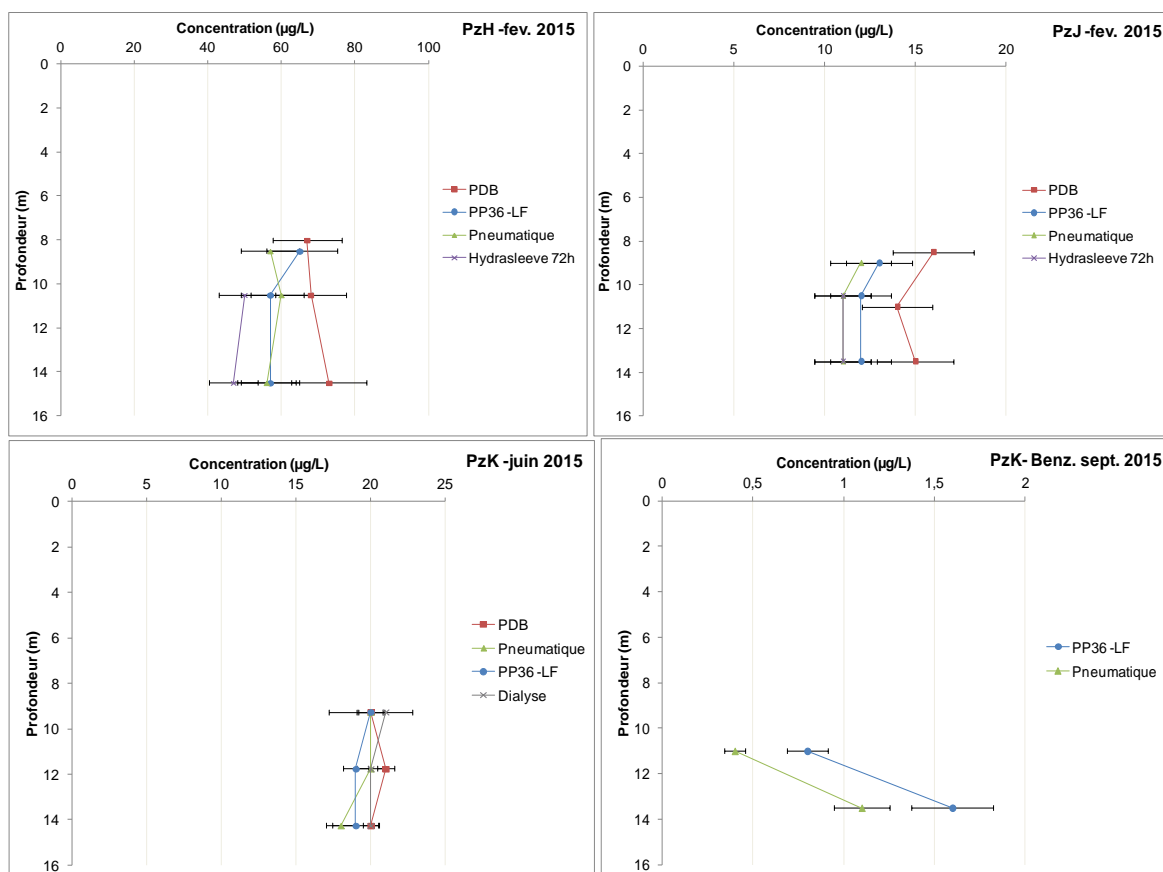 Concentration (µg/L)
PzH -fev. 2015
0 20 40 60 80 100
0
2
4
6
8
10
12
14
16
Profondeur (m)
PDB
PP36 -LF
Pneumatique
Hydrasleeve 72h
Concentration (µg/L)
PzJ -fev. 2015
0 5 10 15 20
0
2
4
6
8
10
12
14
16
Profondeur (m)
PDB
PP36 -LF
Pneumatique
Hydrasleeve 72h
Concentration (µg/L)
PzK -juin 2015
0 5 10 15 20 25
0
2
4
6
8
10
12
14
16
Profondeur (m)
PDB
Pneumatique
PP36 -LF
Dialyse
Concentration (µg/L)
PzK- Benz. sept. 2015
0 0,5 1 1,5 2
0
2
4
6
8
10
12
14
16
Profondeur (m)
PP36 -LF
Pneumatique